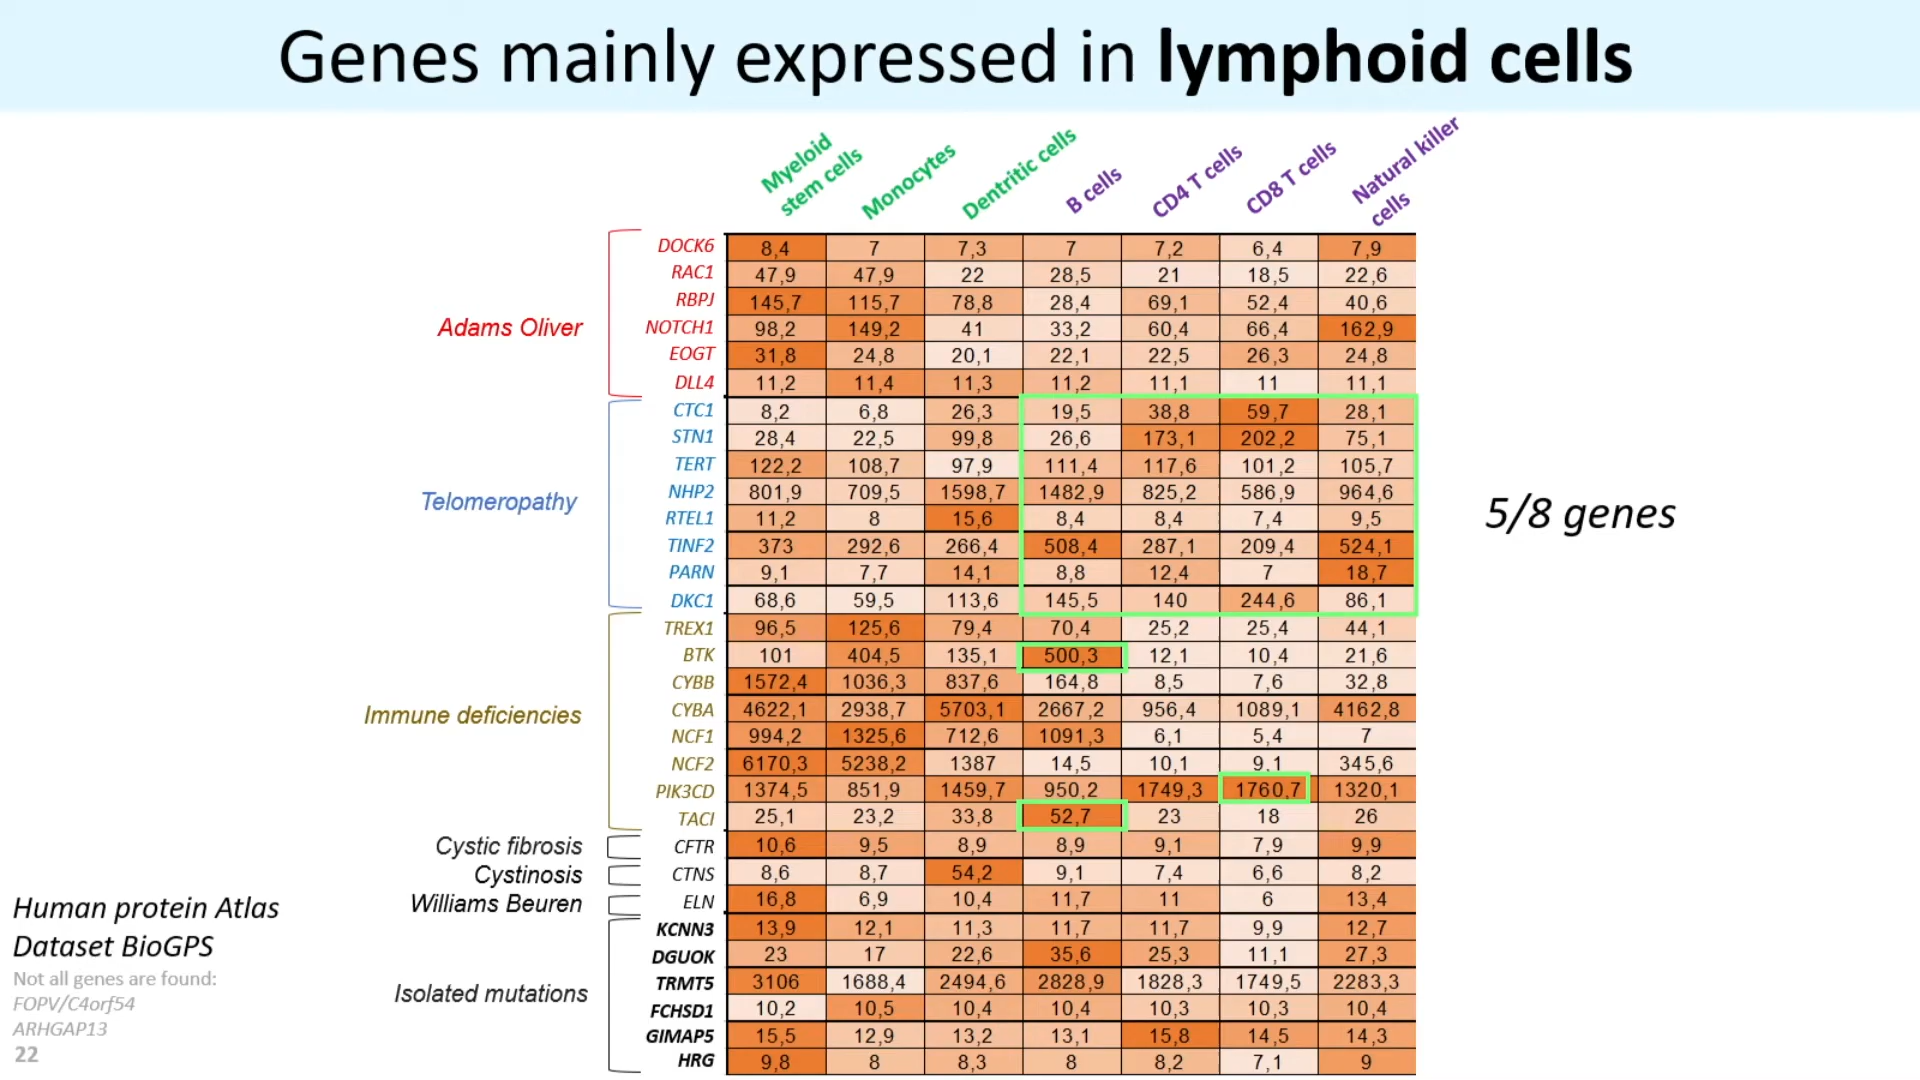 Genes mainly expressed in lymphoid cells
Myeloid stem cells Monocytes Dentritic cells B cells CD4 T cells CD8 T cells Natural killer cells
Adams Oliver
DOCK6 8,4 7 7,3 7 7,2 6,4 7,9
RAC1 47,9 47,9 22 28,5 21 18,5 22,6
RBPJ 145,7 115,7 78,8 28,4 69,1 52,4 40,6
NOTCH1 98,2 149,2 41 33,2 60,4 66,4 162,9
EOGT 31,8 24,8 20,1 22,1 22,5 26,3 24,8
DLL4 11,2 11,4 11,3 11,2 11,1 11 11,1
Telomeropathy
CTC1 8,2 6,8 26,3 19,5 38,8 59,7 28,1
STN1 28,4 22,5 99,8 26,6 173,1 202,2 75,1
TERT 122,2 108,7 97,9 111,4 117,6 101,2 105,7
NHP2 801,9 709,5 1598,7 1482,9 825,2 586,9 964,6
RTEL1 11,2 8 15,6 8,4 8,4 7,4 9,5
TINF2 373 292,6 266,4 508,4 287,1 209,4 524,1
PARN 9,1 7,7 14,1 8,8 12,4 7 18,7
DKC1 68,6 59,5 113,6 145,5 140 244,6 86,1
5/8 genes
Immune deficiencies
TREX1 96,5 125,6 79,4 70,4 25,2 25,4 44,1
BTK 101 404,5 135,1 500,3 12,1 10,4 21,6
CYBB 1572,4 1036,3 837,6 164,8 8,5 7,6 32,8
CYBA 4622,1 2938,7 5703,1 2667,2 956,4 1089,1 4162,8
NCF1 994,2 1325,6 712,6 1091,3 6,1 5,4 7
NCF2 6170,3 5238,2 1387 14,5 10,1 9,1 345,6
PIK3CD 1374,5 851,9 1459,7 950,2 1749,3 1760,7 1320,1
TACI 25,1 23,2 33,8 52,7 23 18 26
Cystic fibrosis CFTR 10,6 9,5 8,9 8,9 9,1 7,9 9,9
Cystinosis CTNS 8,6 8,7 54,2 9,1 7,4 6,6 8,2
Williams Beuren ELN 16,8 6,9 10,4 11,7 11 6 13,4
Isolated mutations
KCNN3 13,9 12,1 11,3 11,7 11,7 9,9 12,7
DGUOK 23 17 22,6 35,6 25,3 11,1 27,3
TRMT5 3106 1688,4 2494,6 2828,9 1828,3 1749,5 2283,3
FCHSD1 10,2 10,5 10,4 10,4 10,3 10,3 10,4
GIMAP5 15,5 12,9 13,2 13,1 15,8 14,5 14,3
HRG 9,8 8 8,3 8 8,2 7,1 9
Human protein Atlas
Dataset BioGPS
Not all genes are found:
FOPV/C4orf54
ARHGAP13
22